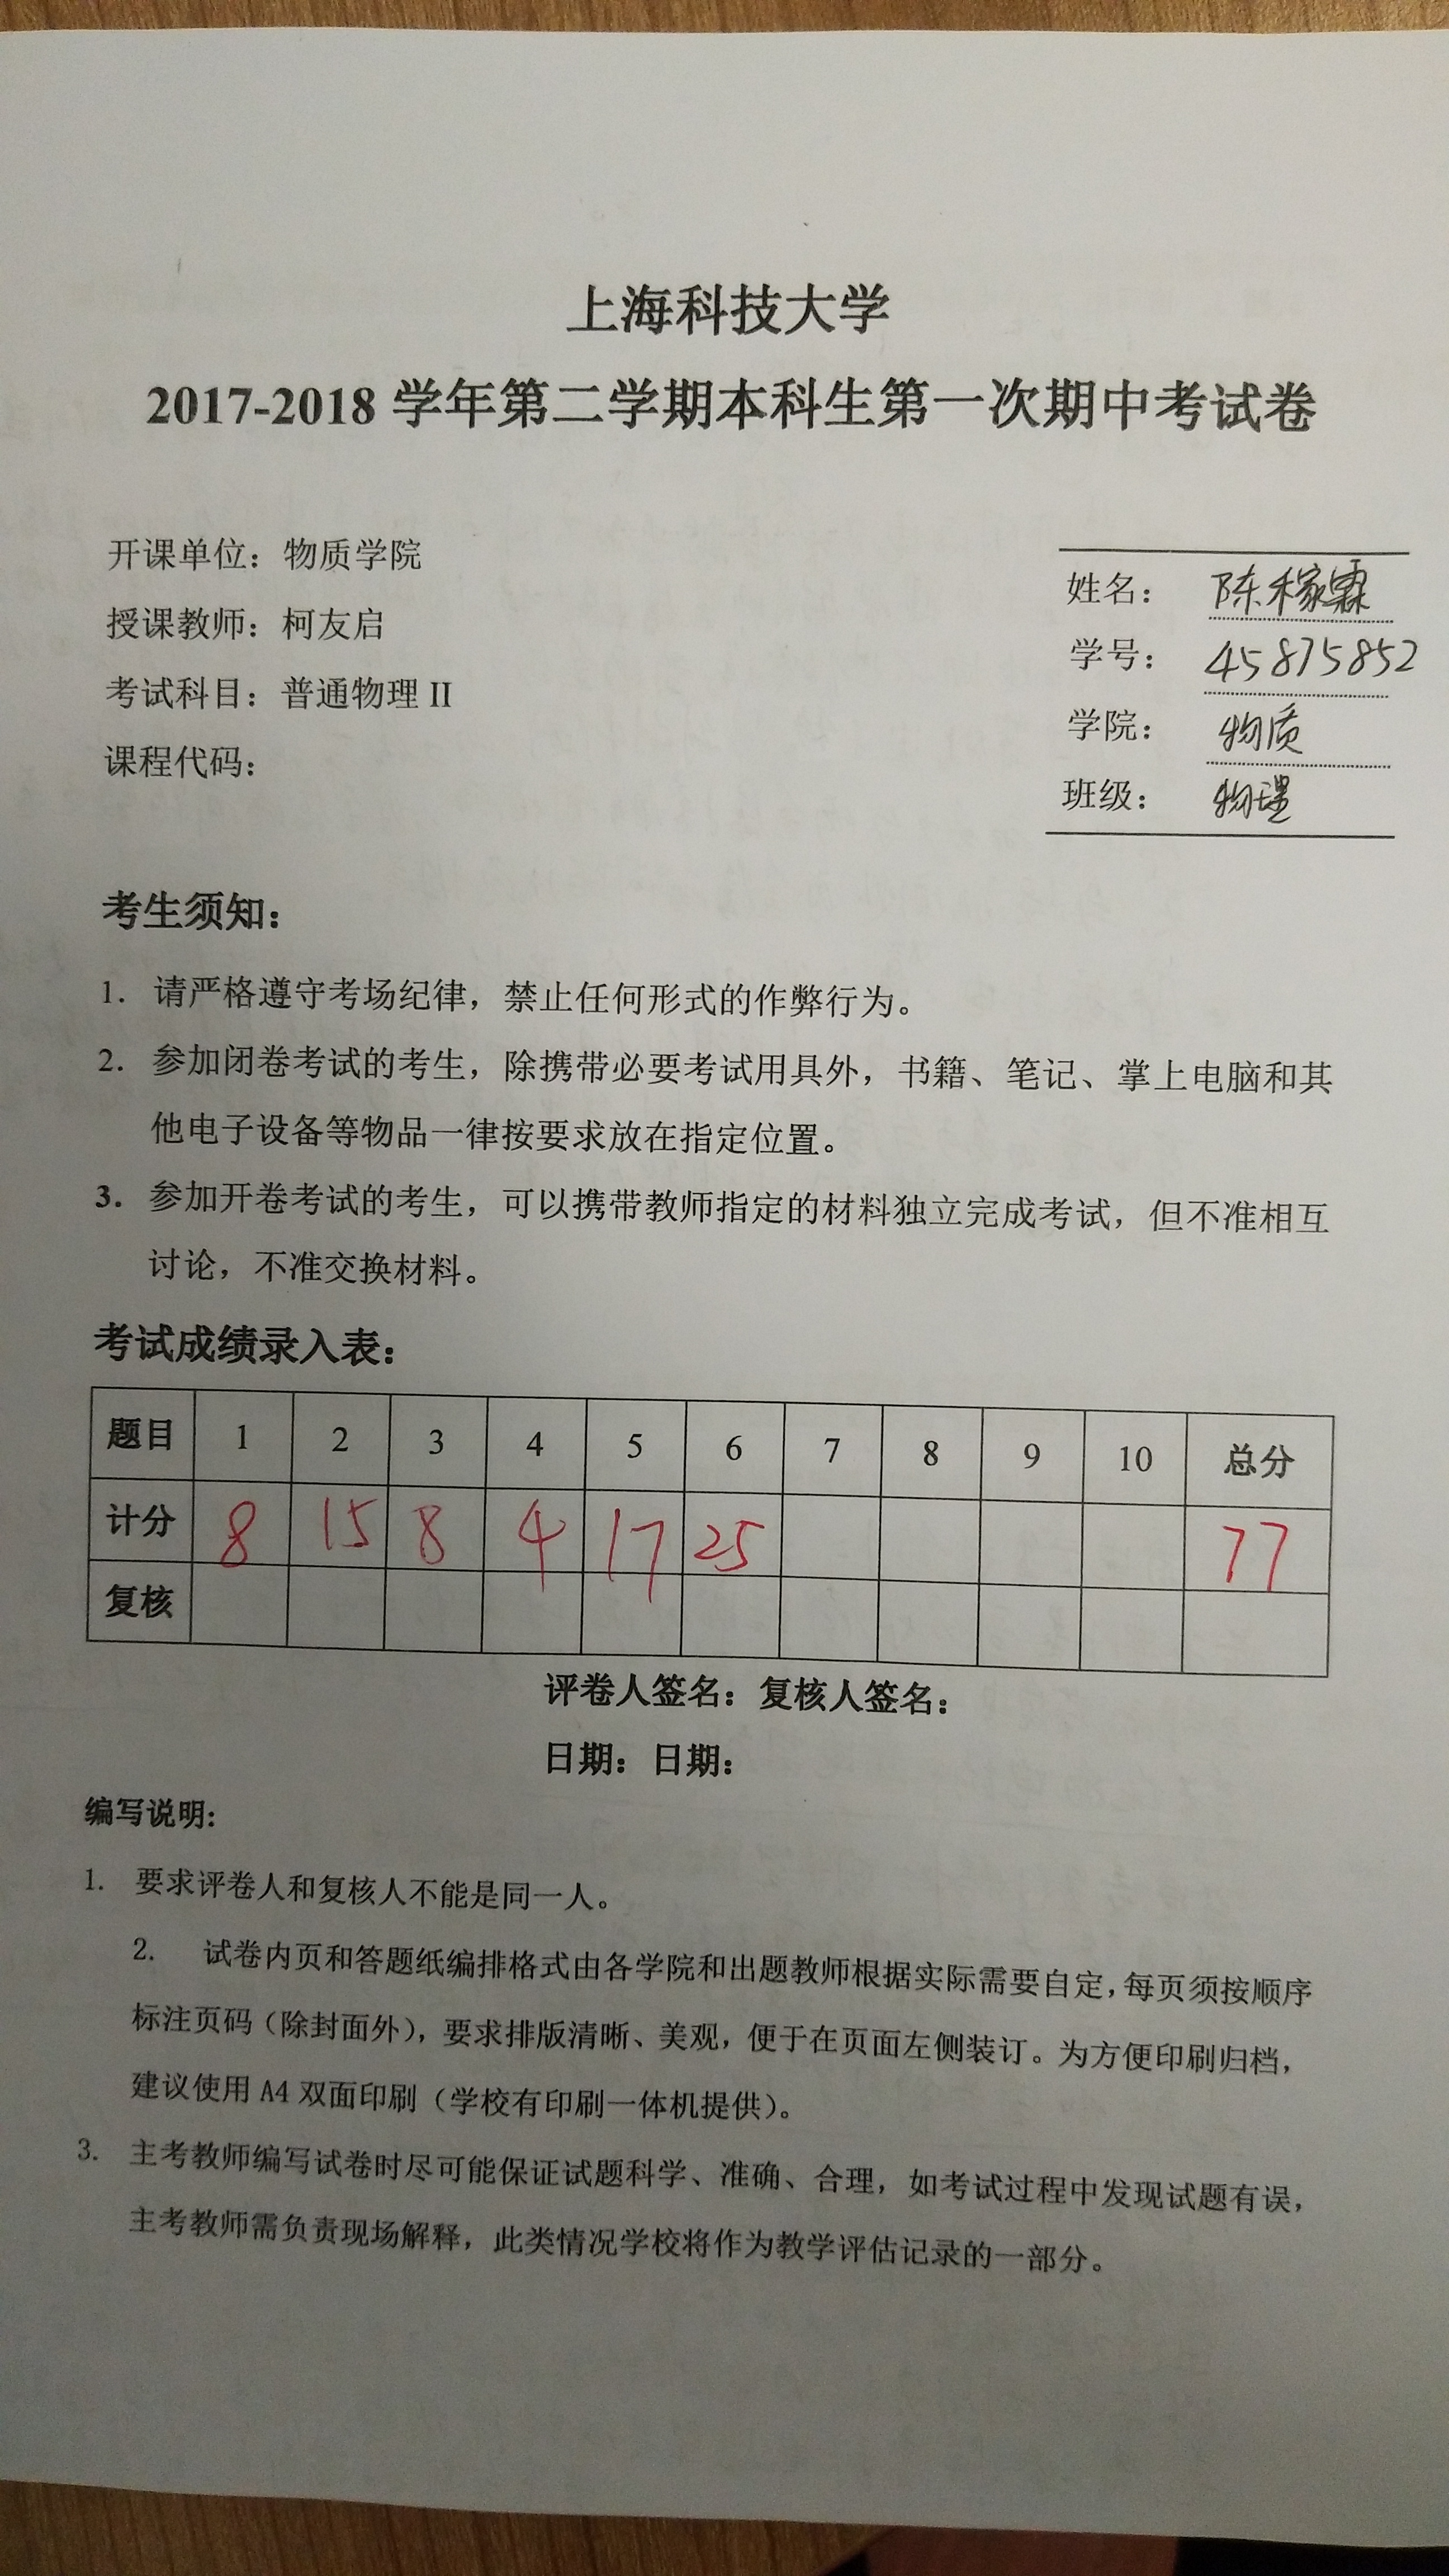 上海科技大学
2017-2018 学年第二学期本科生第一次期中考试卷
开课单位：物质学院
授课教师：柯友启
考试科目：普通物理 II
课程代码：
姓名：陈稼霖
学号：45875852
学院：物质
班级：物理
考生须知：
1. 请严格遵守考场纪律，禁止任何形式的作弊行为。
2. 参加闭卷考试的考生，除携带必要考试用具外，书籍、笔记、掌上电脑和其
他电子设备等物品一律按要求放在指定位置。
3. 参加开卷考试的考生，可以携带教师指定的材料独立完成考试，但不准相互
讨论，不准交换材料。
考试成绩录入表：
题目 1 2 3 4 5 6 7 8 9 10 总分
计分 8 15 8 4 17 25 77
复核
评卷人签名：复核人签名：
日期：日期：
编写说明：
1. 要求评卷人和复核人不能是同一人。
2. 试卷内页和答题纸编排格式由各学院和出题教师根据实际需要自定，每页须按顺序
标注页码（除封面外），要求排版清晰、美观，便于在页面左侧装订。为方便印刷归档，
建议使用 A4 双面印刷（学校有印刷一体机提供）。
3. 主考教师编写试卷时尽可能保证试题科学、准确、合理，如考试过程中发现试题有误，
主考教师需负责现场解释，此类情况学校将作为教学评估记录的一部分。